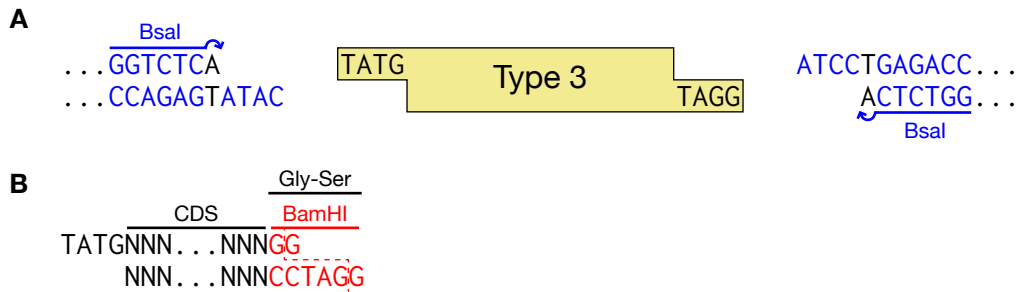 A
BsaI
...GGTCTCA
...CCAGAGTATAC
TATG
Type 3
TAGG
ATCCTGAGACC...
ACTCTGG...
BsaI
B
Gly-Ser
CDS
BamHI
TATGNNN...NNNGG
NNN...NNNCCTAGG